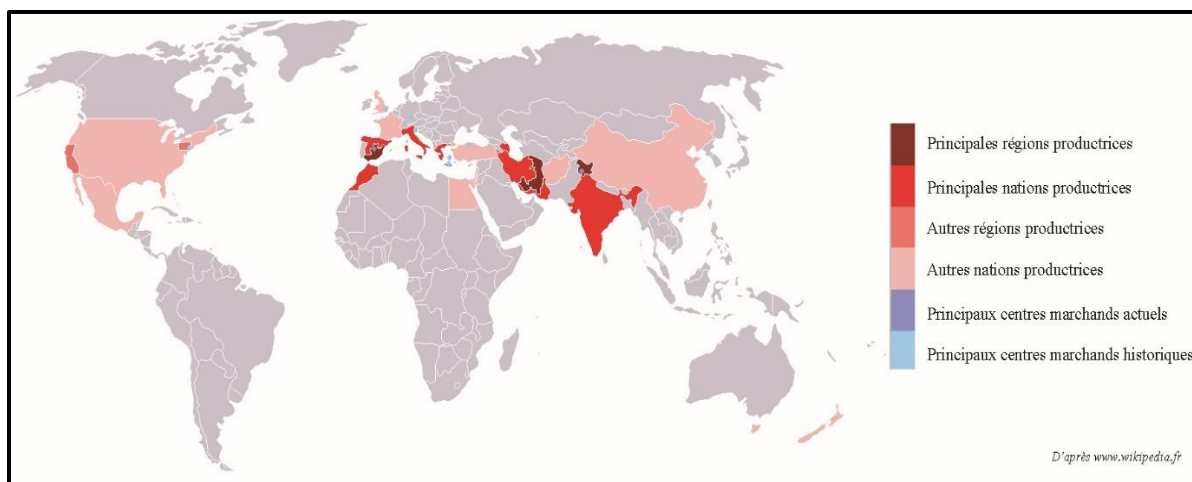 Principales régions productrices
Principales nations productrices
Autres régions productrices
Autres nations productrices
Principaux centres marchands actuels
Principaux centres marchands historiques
D'après www.wikipedia.fr